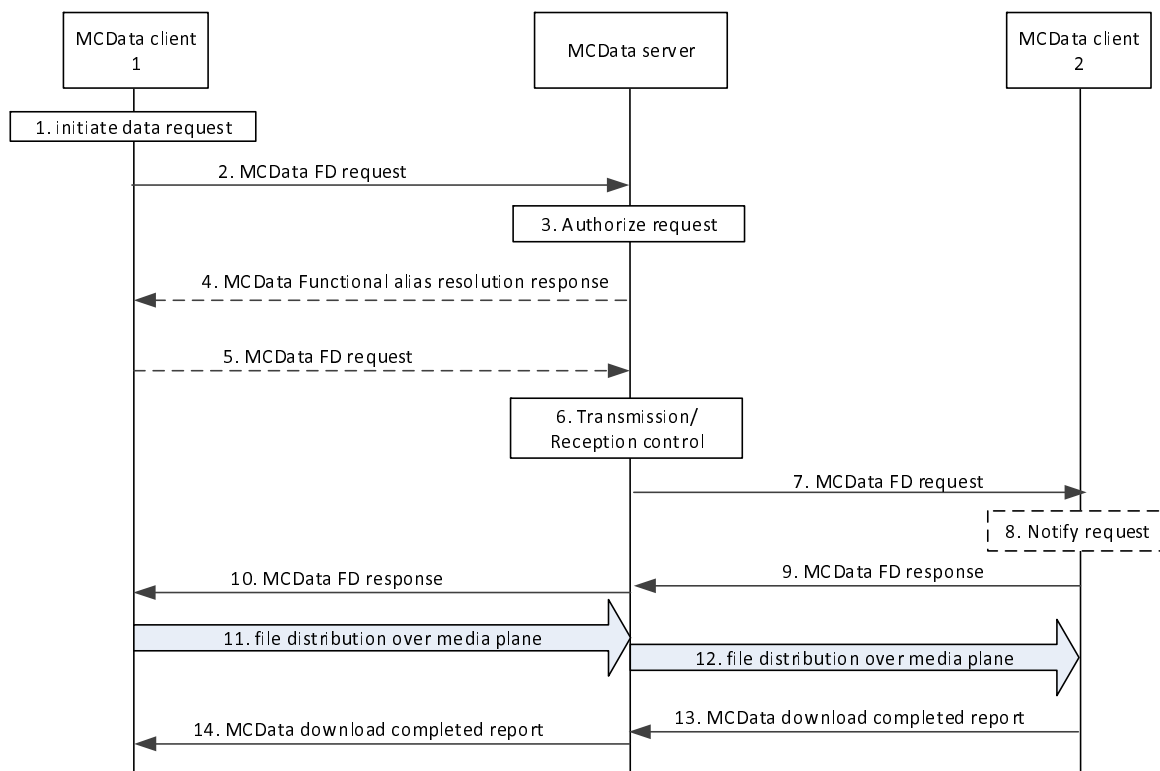 MCData client
1
MCData server
MCData client
2
1. initiate data request
2. MCData FD request
3. Authorize request
4. MCData Functional alias resolution response
5. MCData FD request
6. Transmission/
Reception control
7. MCData FD request
8. Notify request
9. MCData FD response
10. MCData FD response
11. file distribution over media plane
12. file distribution over media plane
13. MCData download completed report
14. MCData download completed report